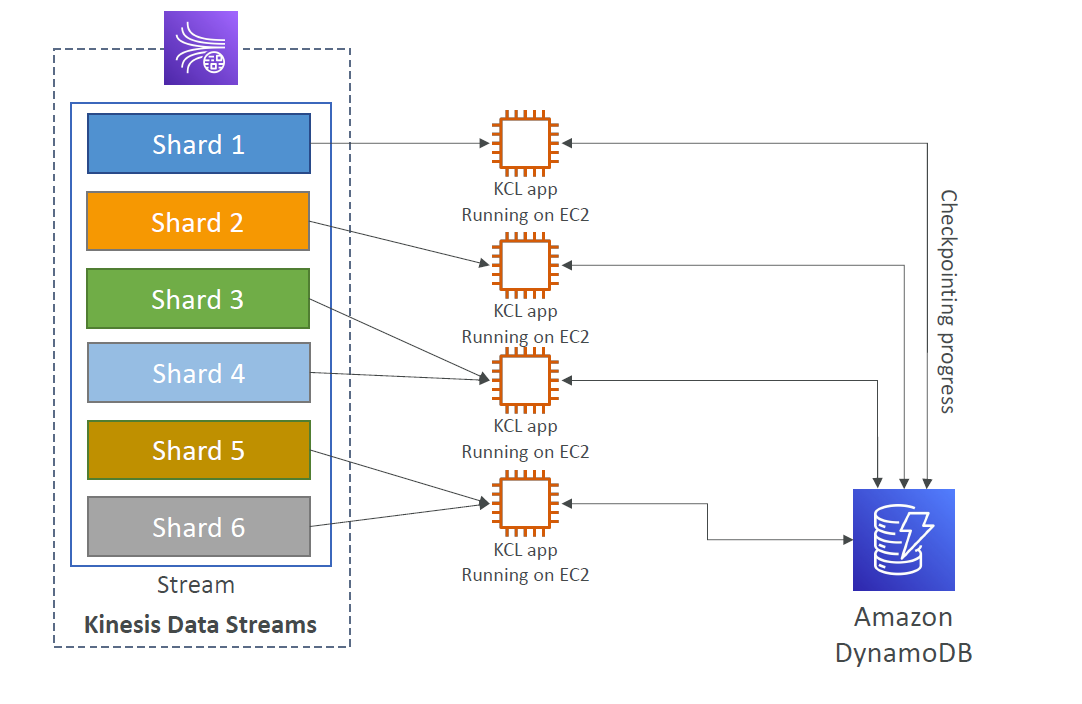 Shard 1
Shard 2
Shard 3
Shard 4
Shard 5
Shard 6
Stream
Kinesis Data Streams
KCL app
Running on EC2
KCL app
Running on EC2
KCL app
Running on EC2
KCL app
Running on EC2
Checkpointing progress
Amazon
DynamoDB